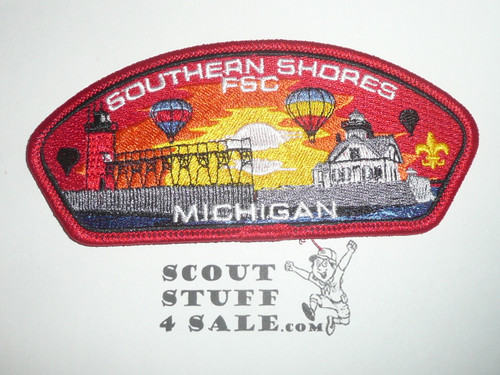 SOUTHERN SHORES
FSC
MICHIGAN
SCOUT
STUFF
4 SALE.com